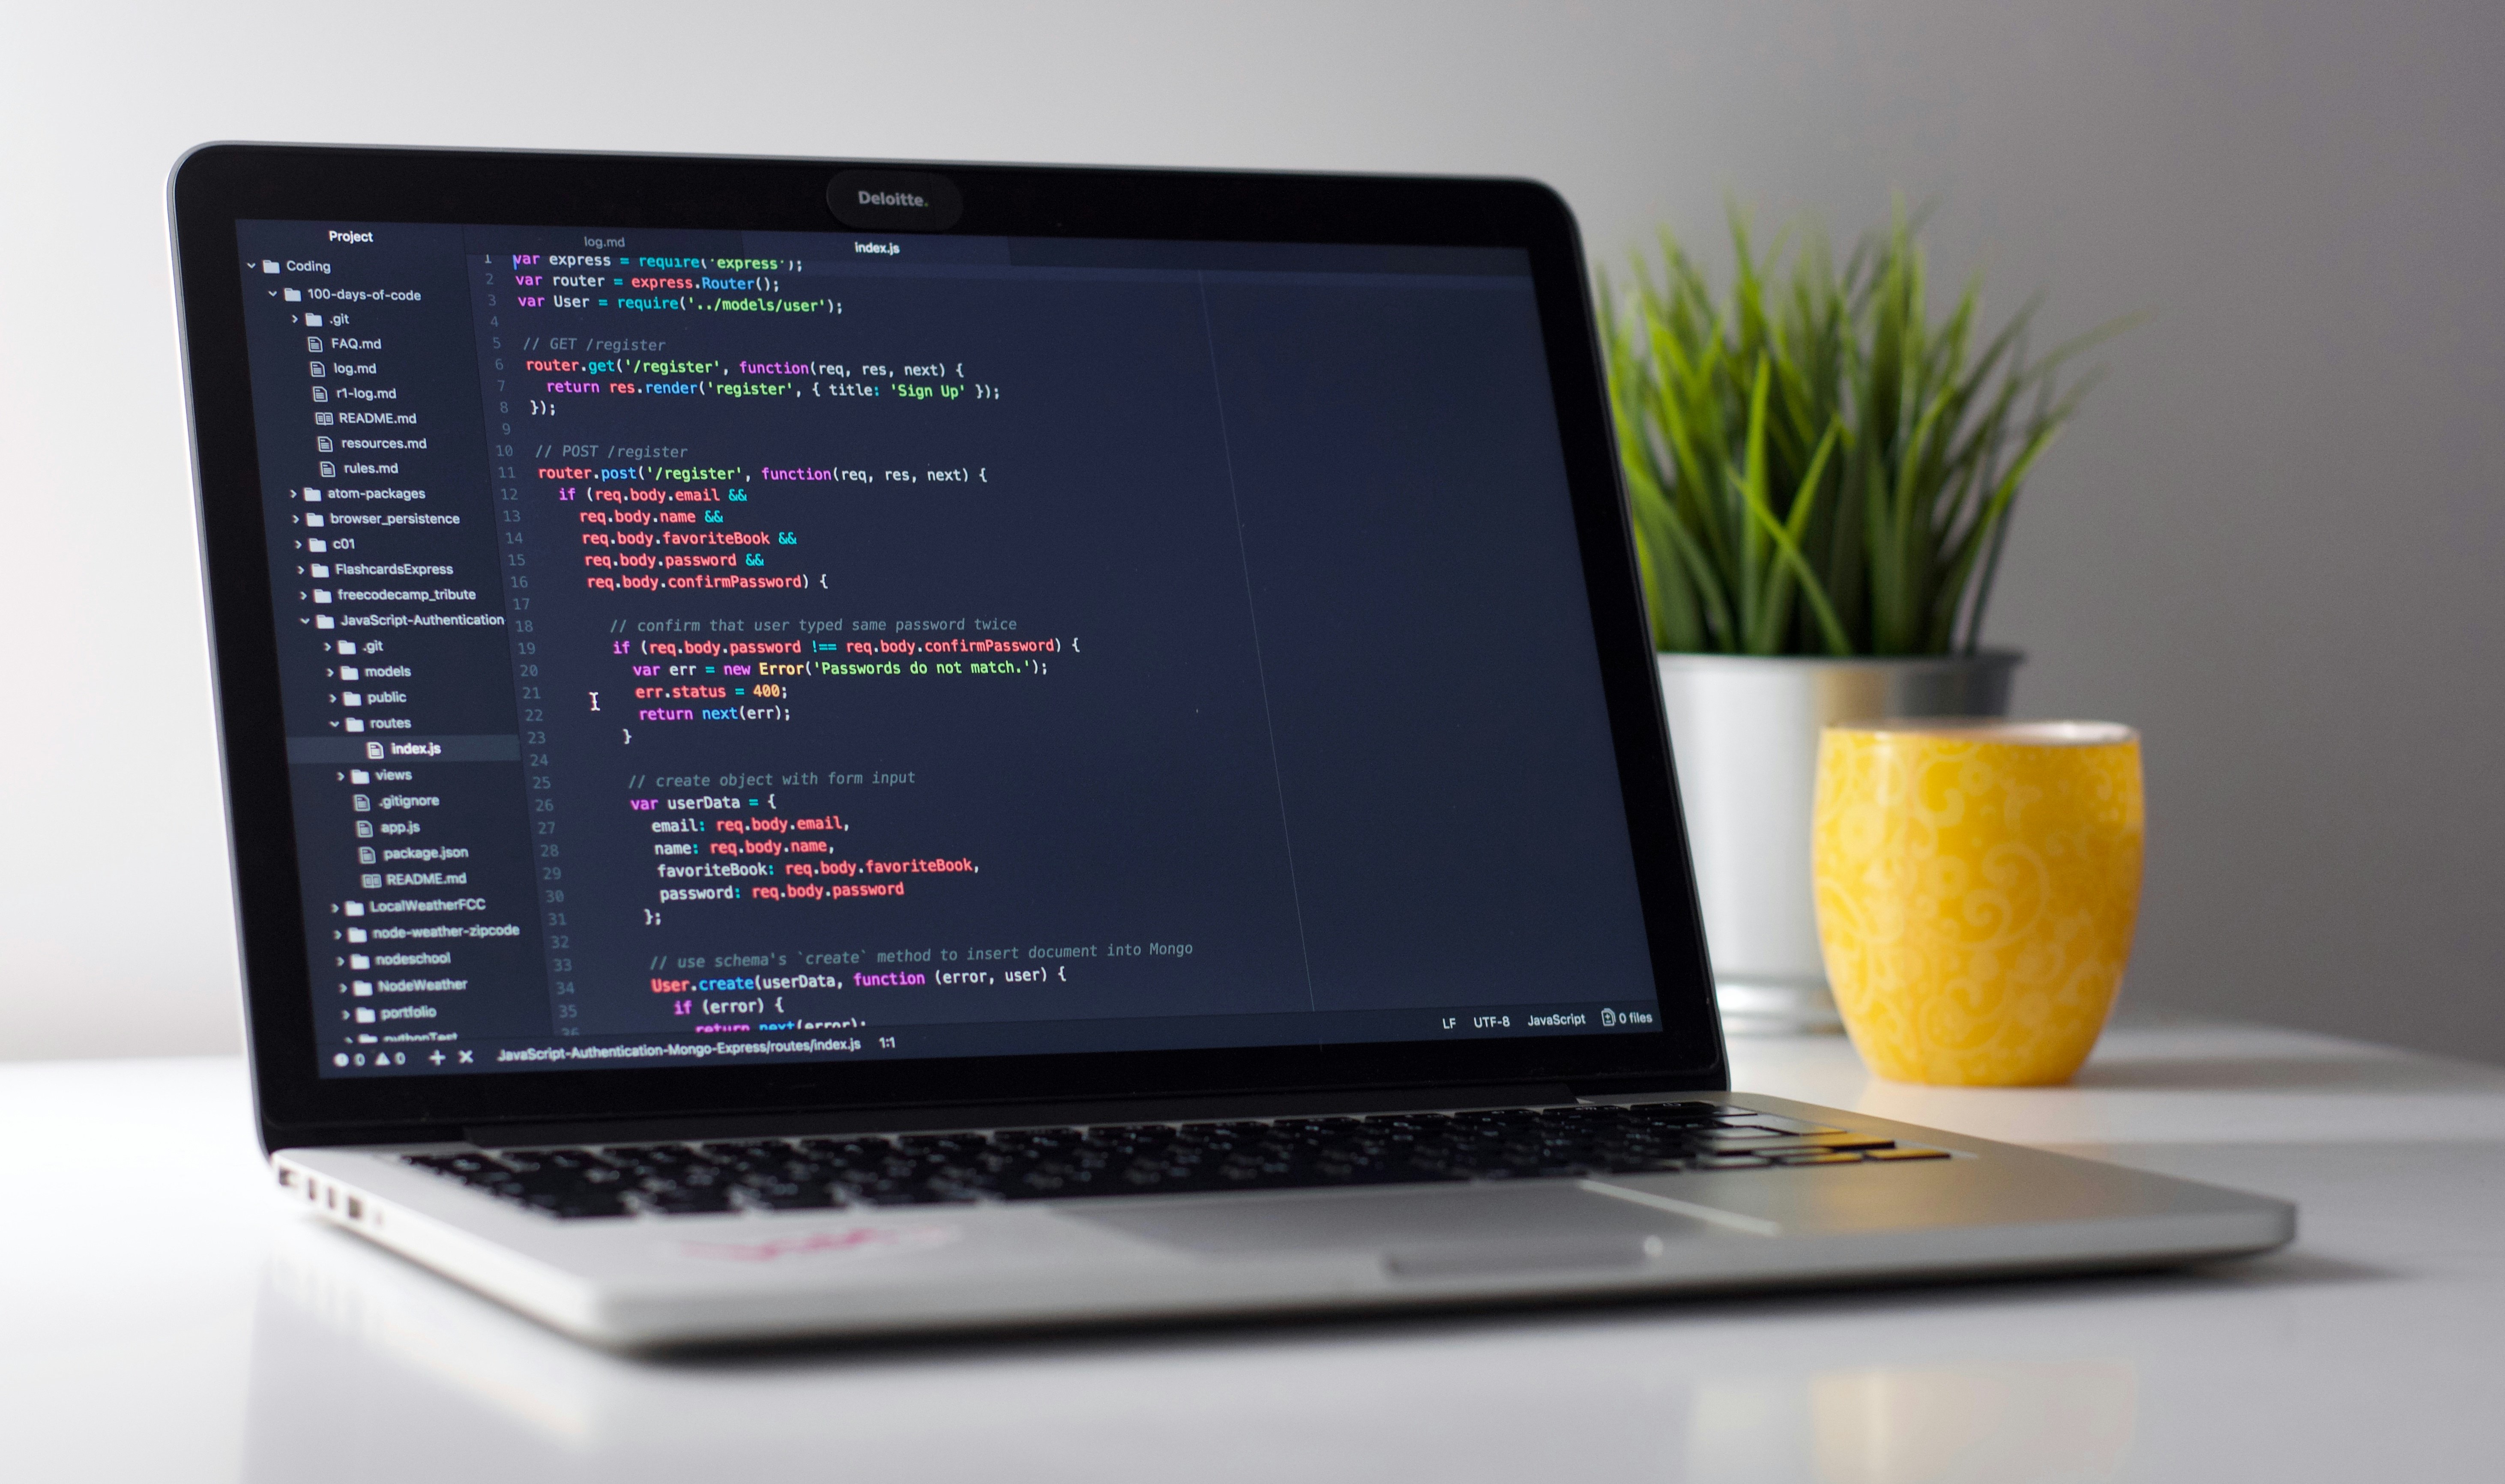 Deloitte.
Project
Coding
100-days-of-code
.git
FAQ.md
log.md
r1-log.md
README.md
resources.md
rules.md
atom-packages
browser_persistence
c01
FlashcardsExpress
freecodecamp_tribute
JavaScript-Authentication
.git
models
public
routes
index.js
views
.gitignore
app.js
package.json
README.md
LocalWeatherFCC
node-weather-zipcode
nodeschool
NodeWeather
portfolio
pythonTest
log.md
index.js
1 var express = require('express');
2 var router = express.Router();
3 var User = require('../models/user');
4
5 // GET /register
6 router.get('/register', function(req, res, next) {
7 return res.render('register', { title: 'Sign Up' });
8 });
9
10 // POST /register
11 router.post('/register', function(req, res, next) {
12 if (req.body.email &&
13 req.body.name &&
14 req.body.favoriteBook &&
15 req.body.password &&
16 req.body.confirmPassword) {
17
18 // confirm that user typed same password twice
19 if (req.body.password !== req.body.confirmPassword) {
20 var err = new Error('Passwords do not match.');
21 err.status = 400;
22 return next(err);
23 }
24
25 // create object with form input
26 var userData = {
27 email: req.body.email,
28 name: req.body.name,
29 favoriteBook: req.body.favoriteBook,
30 password: req.body.password
31 };
32
33 // use schema's `create` method to insert document into Mongo
34 User.create(userData, function (error, user) {
35 if (error) {
36 return next(error);
0 0 JavaScript-Authentication-Mongo-Express/routes/index.js 1:1
LF UTF-8 JavaScript 0 files